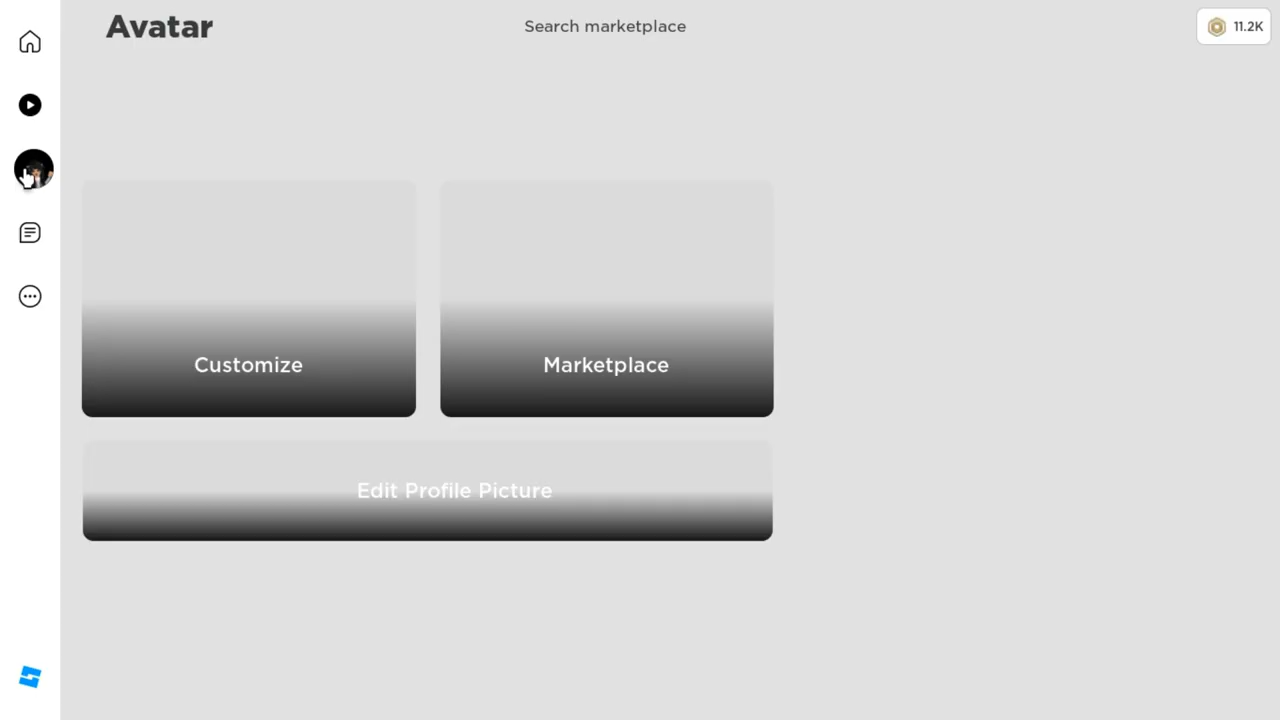 Avatar
Search marketplace
11.2K
Customize
Marketplace
Edit Profile Picture